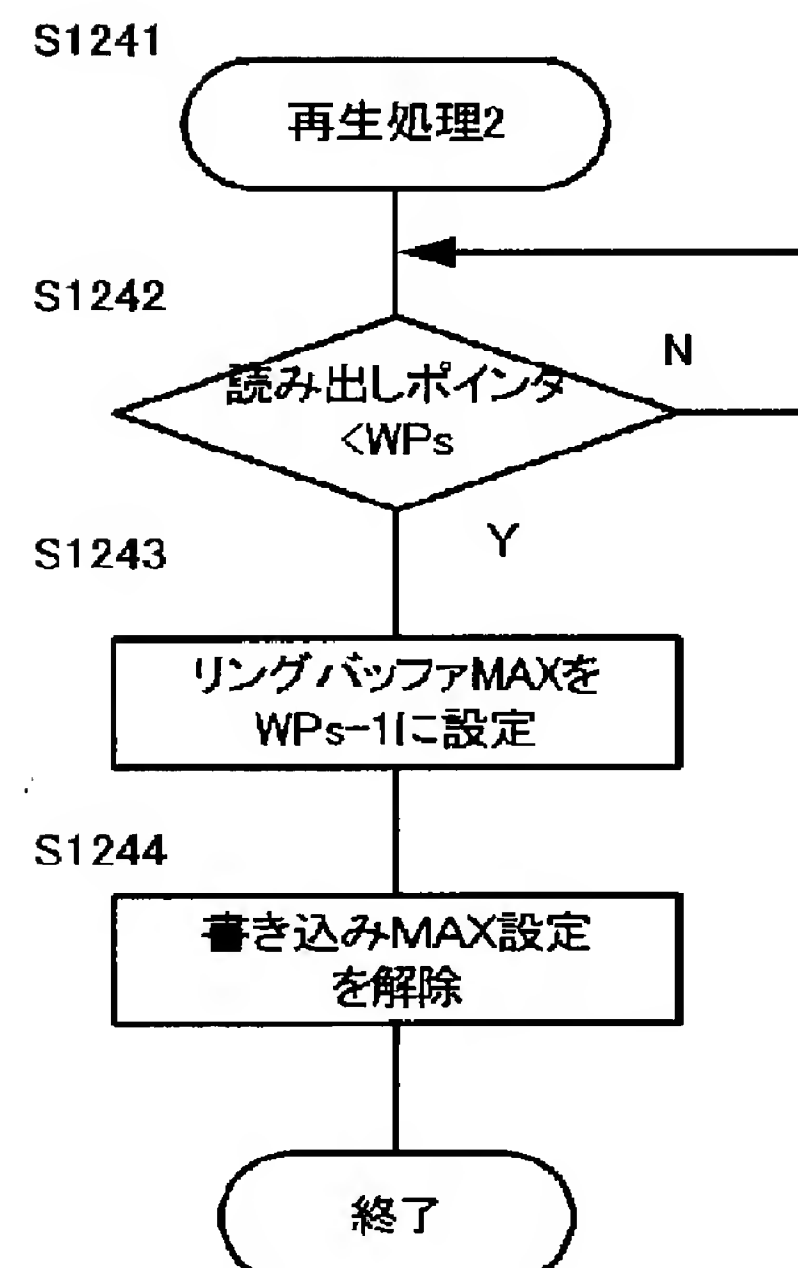 S1241
再生処理2
S1242
読み出しポインタ
<WPs
N
Y
S1243
リングバッファMAXを
WPs-1に設定
S1244
書き込みMAX設定
を解除
終了